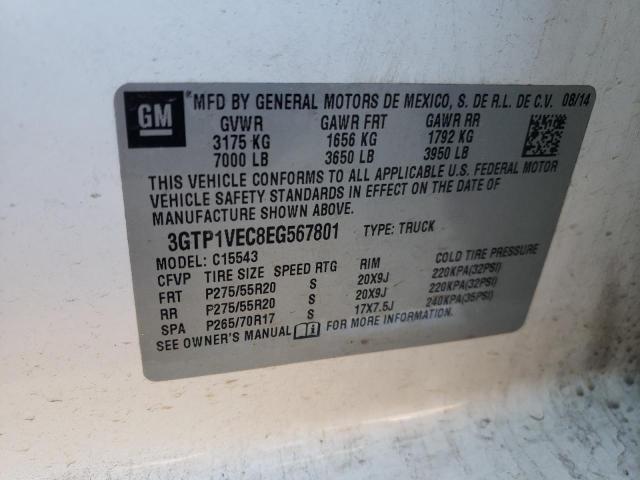 GM
*MFD BY GENERAL MOTORS DE MEXICO, S. DE R.L. DE C.V. 08/14
GVWR GAWR FRT GAWR RR
3175 KG 1656 KG 1792 KG
7000 LB 3650 LB 3950 LB
THIS VEHICLE CONFORMS TO ALL APPLICABLE U.S. FEDERAL MOTOR
VEHICLE SAFETY STANDARDS IN EFFECT ON THE DATE OF
MANUFACTURE SHOWN ABOVE.
3GTP1VEC8EG567801 TYPE: TRUCK
MODEL: C15543
CFVP TIRE SIZE SPEED RTG RIM COLD TIRE PRESSURE
FRT P275/55R20 S 20X9J 220KPA(32PSI)
RR P275/55R20 S 20X9J 220KPA(32PSI)
SPA P265/70R17 S 17X7.5J 240KPA(35PSI)
SEE OWNER'S MANUAL i FOR MORE INFORMATION.